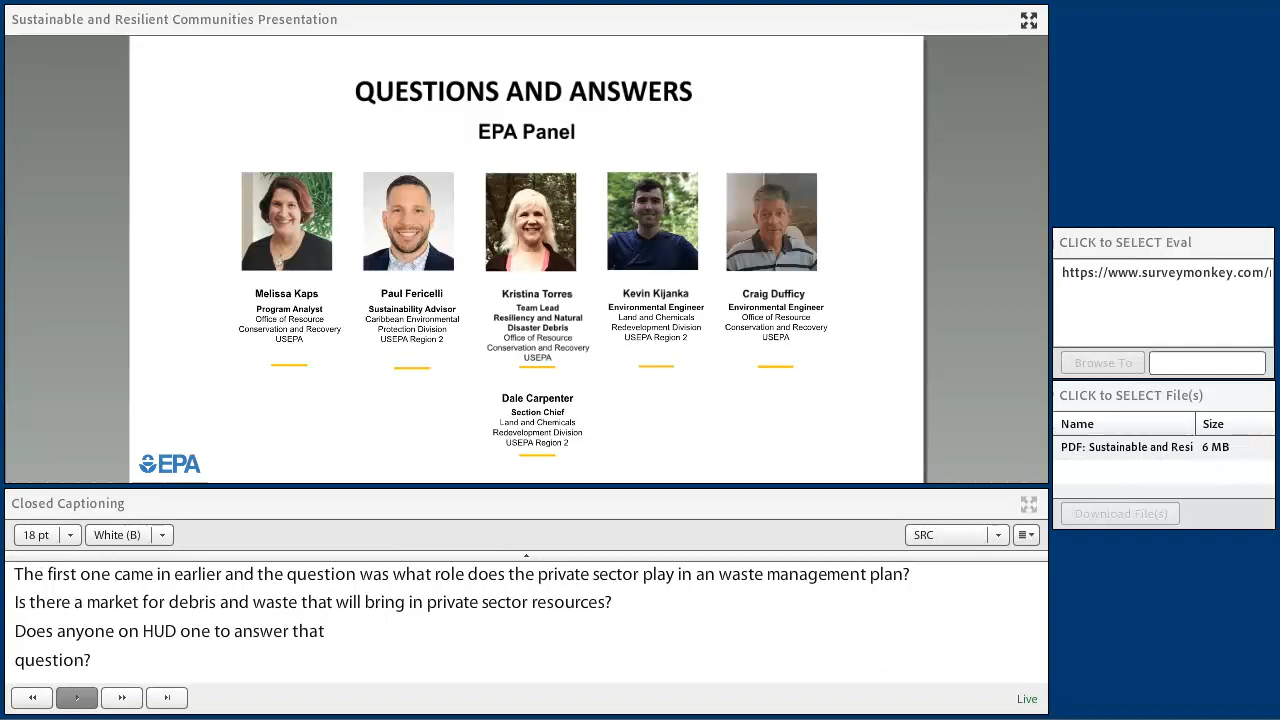 Sustainable and Resilient Communities Presentation
QUESTIONS AND ANSWERS
EPA Panel
Melissa Kaps
Program Analyst
Office of Resource
Conservation and Recovery
USEPA
Paul Fericelli
Sustainability Advisor
Caribbean Environmental
Protection Division
USEPA Region 2
Kristina Torres
Team Lead
Resiliency and Natural
Disaster Debris
Office of Resource
Conservation and Recovery
USEPA
Kevin Kijanka
Environmental Engineer
Land and Chemicals
Redevelopment Division
USEPA Region 2
Craig Dufficy
Environmental Engineer
Office of Resource
Conservation and Recovery
USEPA
Dale Carpenter
Section Chief
Land and Chemicals
Redevelopment Division
USEPA Region 2
EPA
CLICK to SELECT Eval
https://www.surveymonkey.com/
Browse To
CLICK to SELECT File(s)
Name Size
PDF: Sustainable and Resi 6 MB
Download File(s)
Closed Captioning
18 pt White (B) SRC
The first one came in earlier and the question was what role does the private sector play in an waste management plan?
Is there a market for debris and waste that will bring in private sector resources?
Does anyone on HUD one to answer that
question?
Live